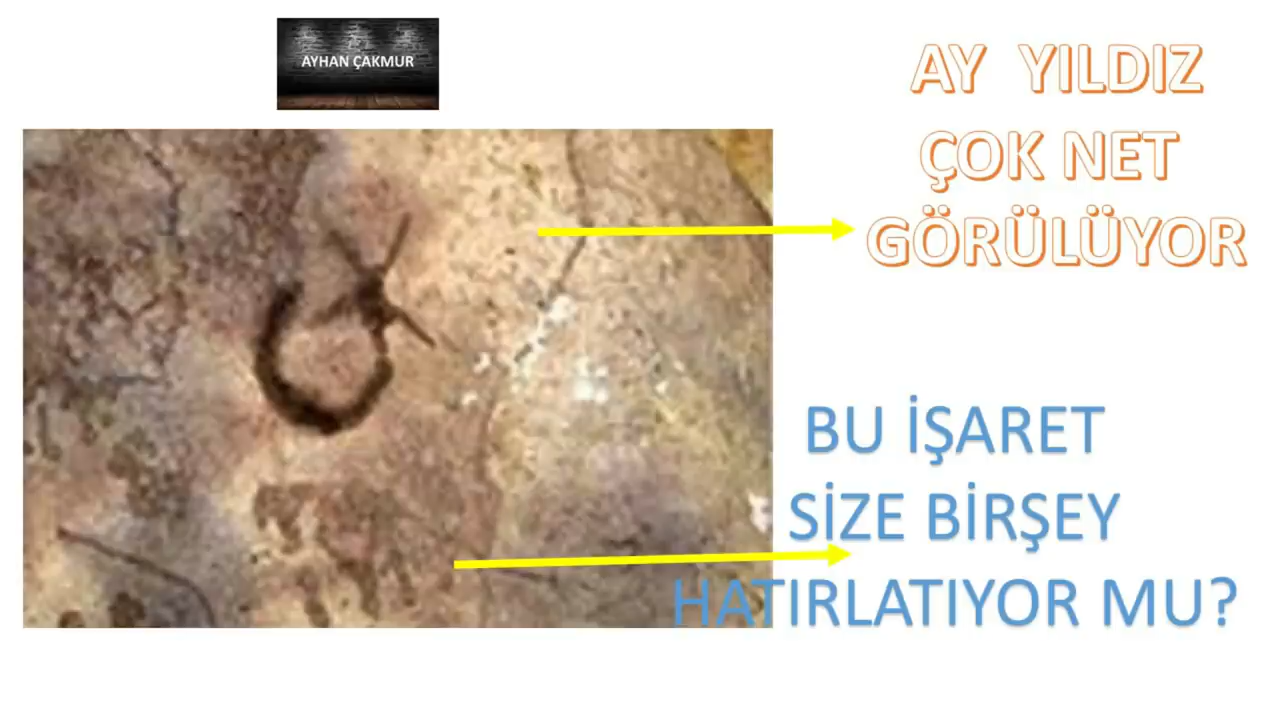 AYHAN ÇAKMUR
AY YILDIZ
ÇOK NET
GÖRÜLÜYOR
BU İŞARET
SİZE BİRŞEY
HATIRLATIYOR MU?